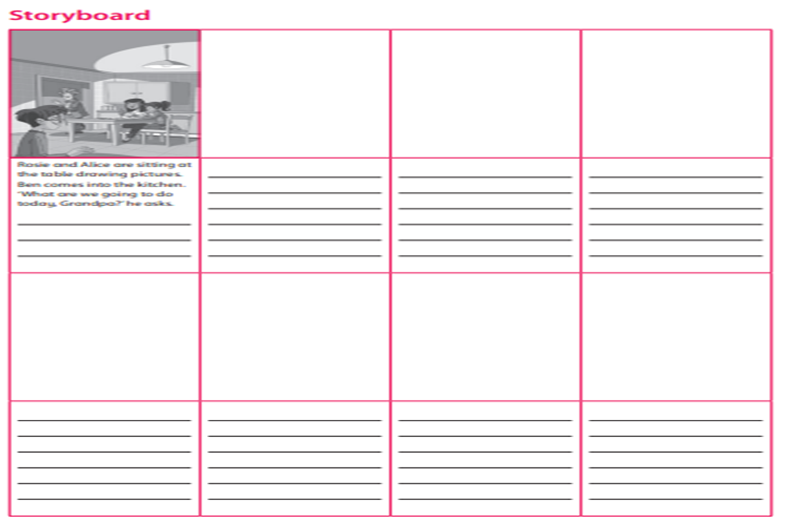 Storyboard
Rosie and Alice are sitting at
the table drawing pictures.
Ben comes into the kitchen.
"What are we going to do
today, Grandpa?" he asks.